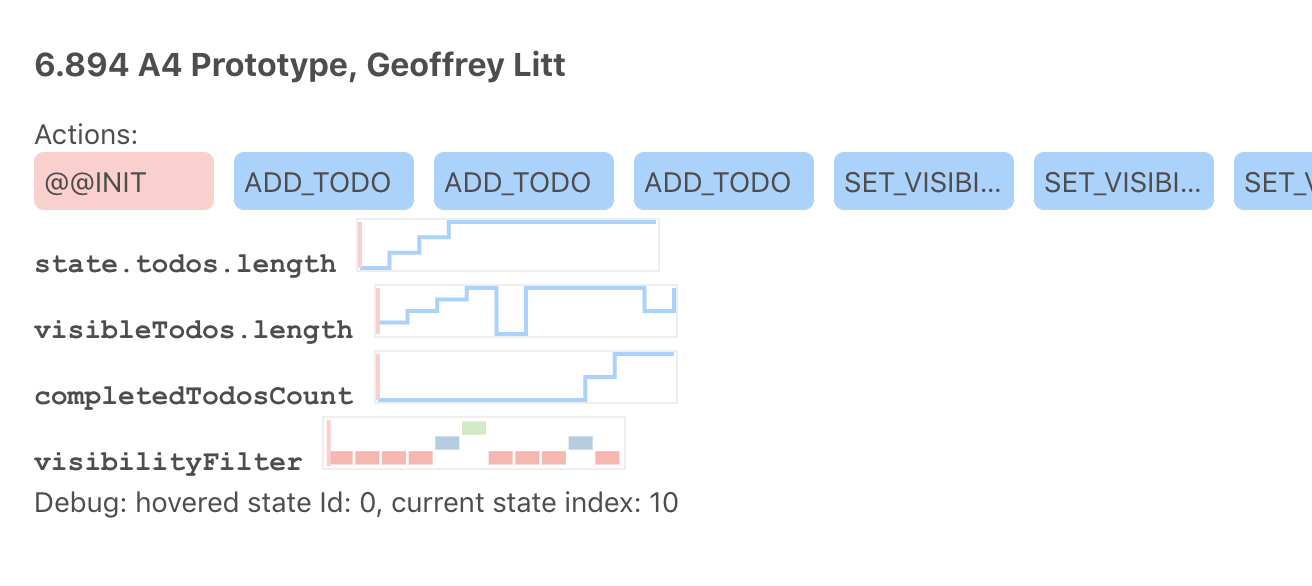 6.894 A4 Prototype, Geoffrey Litt
Actions:
@@INIT ADD_TODO ADD_TODO ADD_TODO SET_VISIBI... SET_VISIBI... SET_V
state.todos.length
visibleTodos.length
completedTodosCount
visibilityFilter
Debug: hovered state Id: 0, current state index: 10